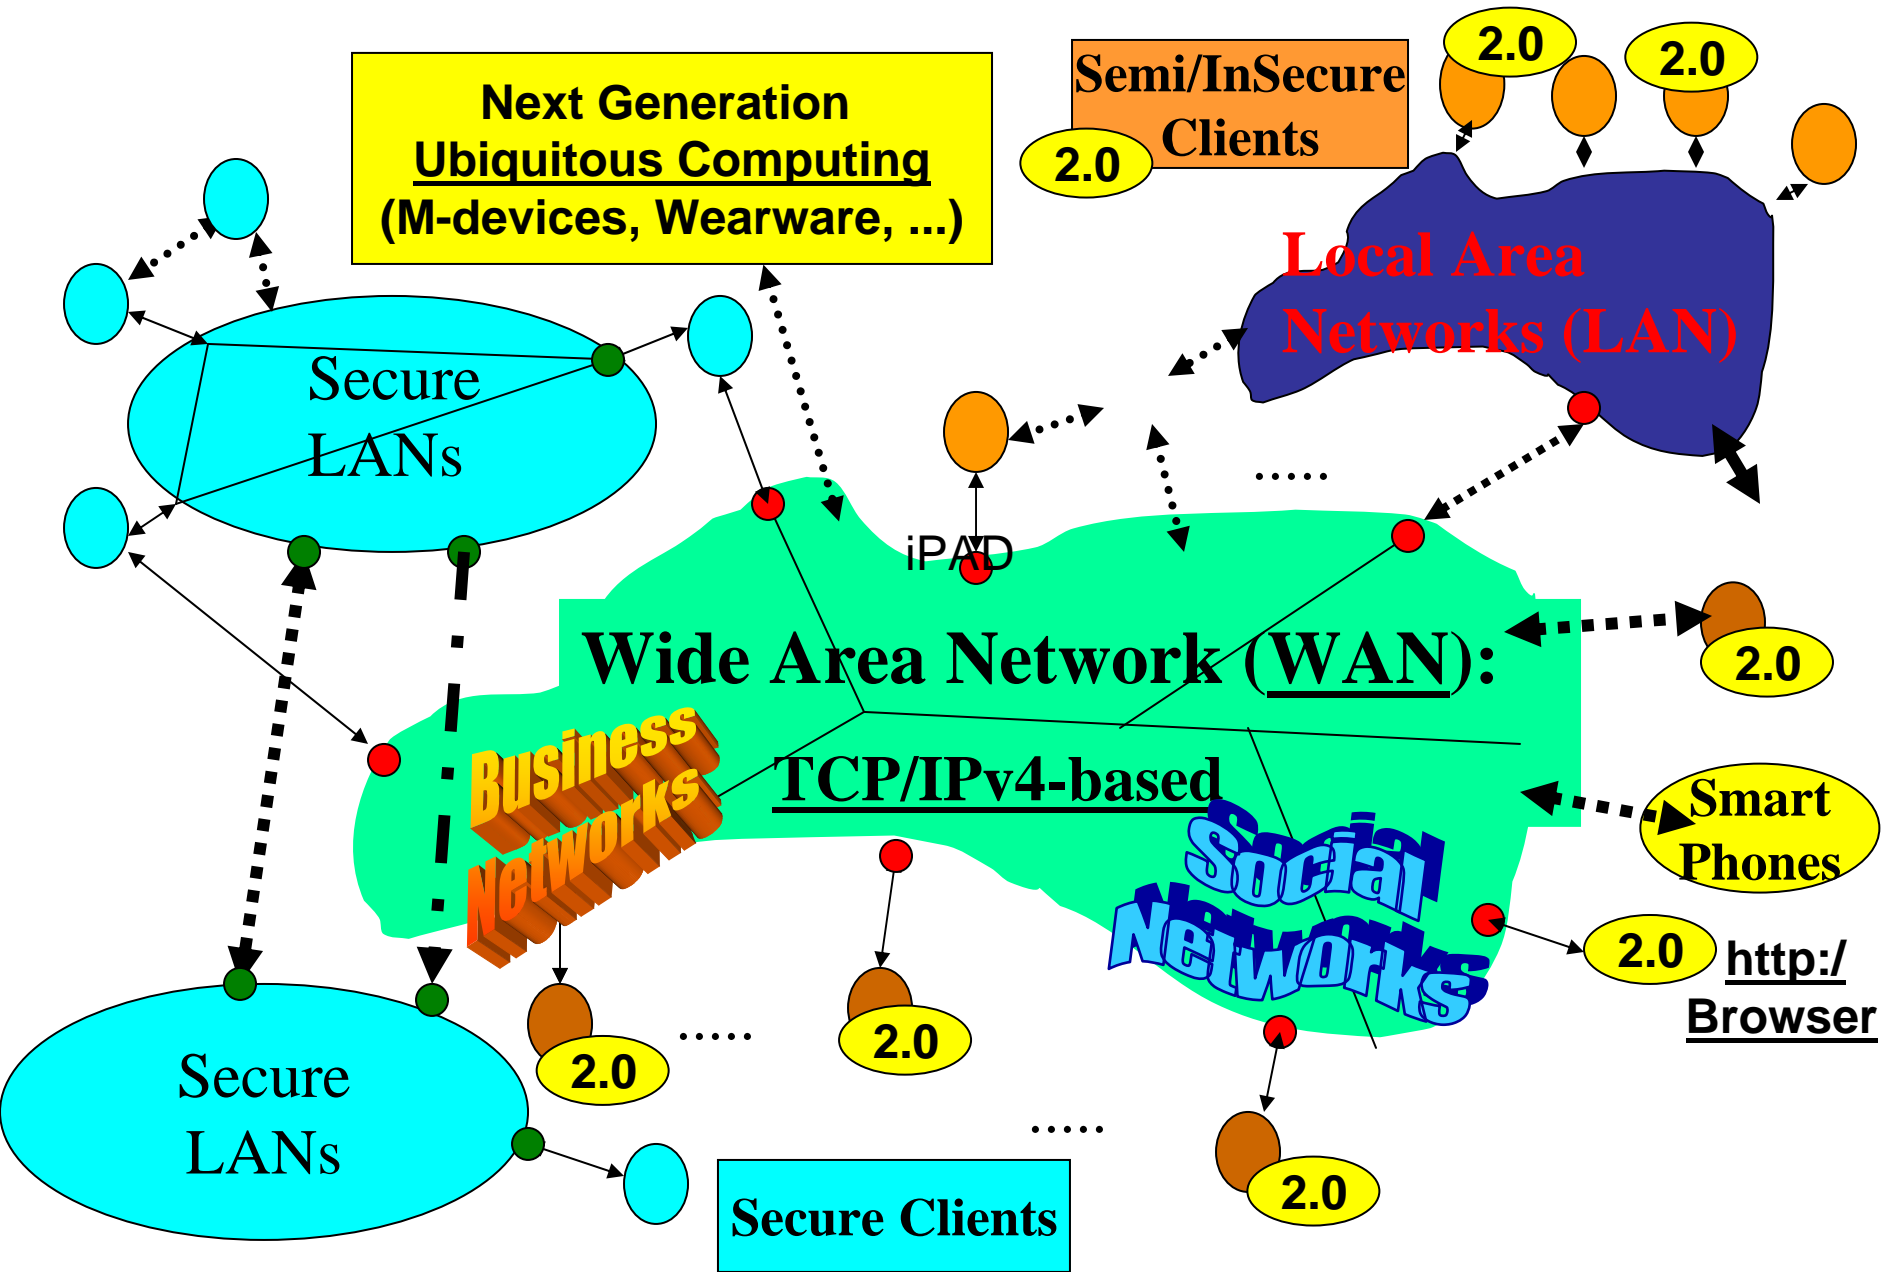 2.0
2.0
Semi/InSecure
Clients
2.0
Next Generation
Ubiquitous Computing
(M-devices, Wearware, ...)
Local Area
Networks (LAN)
Secure
LANs
.....
iPAD
Wide Area Network (WAN):
2.0
TCP/IPv4-based
Business
Networks
Social
Networks
Smart
Phones
2.0
http:/
Browser
2.0
.....
2.0
Secure
LANs
.....
2.0
Secure Clients